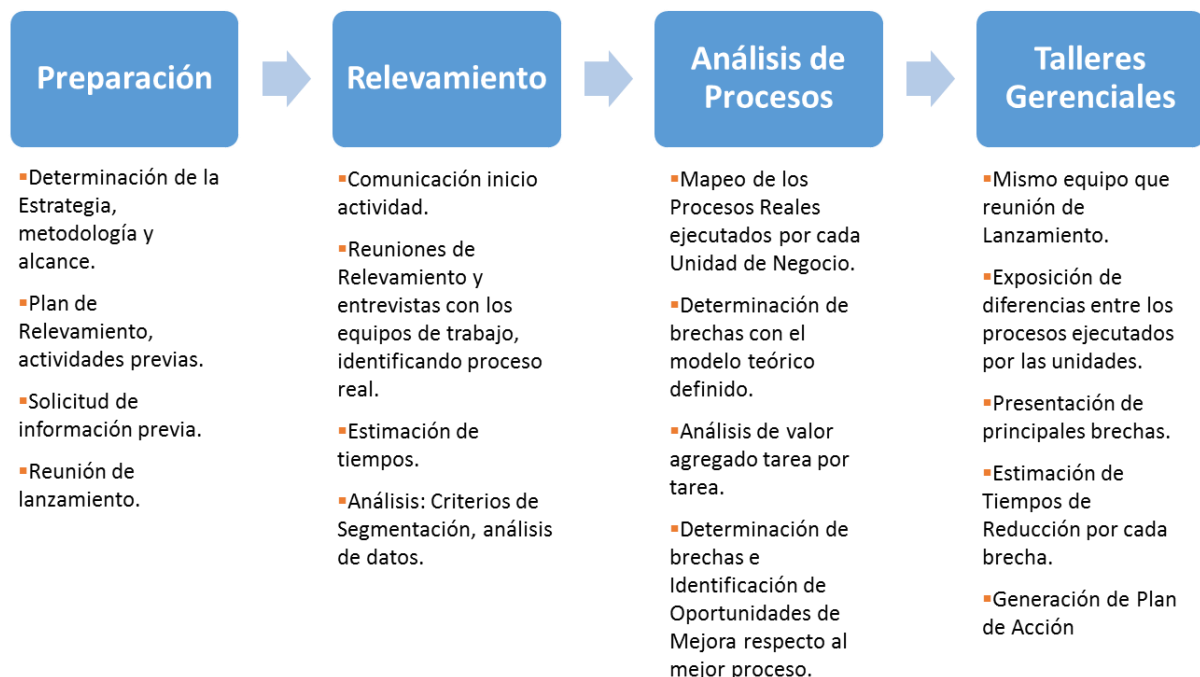 Preparación
▪Determinación de la
Estrategia,
metodología y
alcance.
▪Plan de
Relevamiento,
actividades previas.
▪Solicitud de
información previa.
▪Reunión de
lanzamiento.
Relevamiento
▪Comunicación inicio
actividad.
▪Reuniones de
Relevamiento y
entrevistas con los
equipos de trabajo,
identificando proceso
real.
▪Estimación de
tiempos.
▪Análisis: Criterios de
Segmentación, análisis
de datos.
Análisis de
Procesos
▪Mapeo de los
Procesos Reales
ejecutados por cada
Unidad de Negocio.
▪Determinación de
brechas con el
modelo teórico
definido.
▪Análisis de valor
agregado tarea por
tarea.
▪Determinación de
brechas e
Identificación de
Oportunidades de
Mejora respecto al
mejor proceso.
Talleres
Gerenciales
▪Mismo equipo que
reunión de
Lanzamiento.
▪Exposición de
diferencias entre los
procesos ejecutados
por las unidades.
▪Presentación de
principales brechas.
▪Estimación de
Tiempos de
Reducción por cada
brecha.
▪Generación de Plan
de Acción